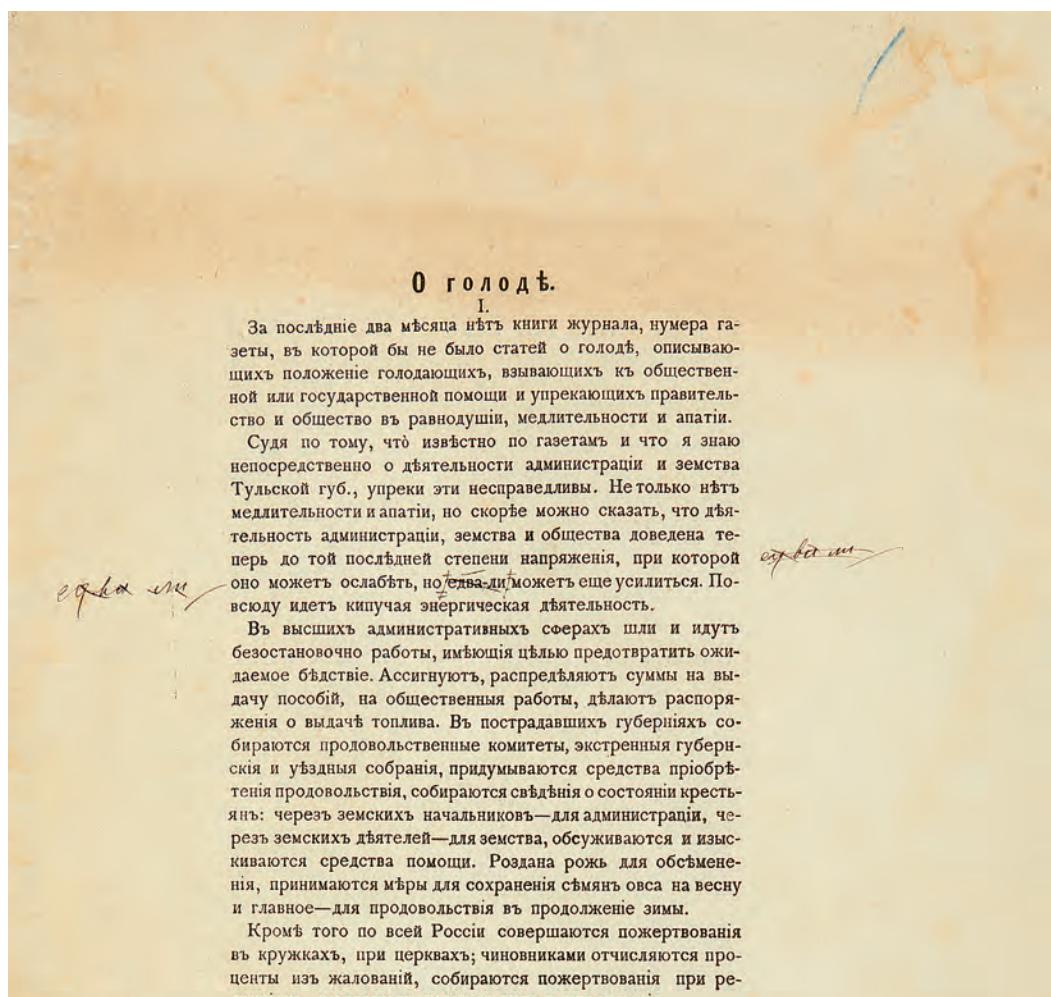 О голодѣ.
I.
За послѣдніе два мѣсяца нѣтъ книги журнала, нумера га-
зеты, въ которой бы не было статей о голодѣ, описываю-
щихъ положеніе голодающихъ, взывающихъ къ обществен-
ной или государственной помощи и упрекающихъ правитель-
ство и общество въ равнодушіи, медлительности и апатіи.
Судя по тому, что̀ извѣстно по газетамъ и что я знаю
непосредственно о дѣятельности администраціи и земства
Тульской губ., упреки эти несправедливы. Не только нѣтъ
медлительности и апатіи, но скорѣе можно сказать, что дѣя-
тельность администраціи, земства и общества доведена те-
перь до той послѣдней степени напряженія, при которой
едва ли
едва ли оно можетъ ослабѣть, но едва-ли можетъ еще усилиться. По-
всюду идетъ кипучая энергическая дѣятельность.
Въ высшихъ административныхъ сферахъ шли и идутъ
безостановочно работы, имѣющія цѣлью предотвратить ожи-
даемое бѣдствіе. Ассигнуютъ, распредѣляютъ суммы на вы-
дачу пособій, на общественныя работы, дѣлаютъ распоря-
женія о выдачѣ топлива. Въ пострадавшихъ губерніяхъ со-
бираются продовольственные комитеты, экстренныя губерн-
скія и уѣздныя собранія, придумываются средства пріобрѣ-
тенія продовольствія, собираются свѣдѣнія о состояніи кресть-
янъ: черезъ земскихъ начальниковъ—для администраціи, че-
резъ земскихъ дѣятелей—для земства, обсуживаются и изыс-
киваются средства помощи. Роздана рожь для обсѣмене-
нія, принимаются мѣры для сохраненія сѣмянъ овса на весну
и главное—для продовольствія въ продолженіе зимы.
Кромѣ того по всей Россіи совершаются пожертвованія
въ кружкахъ, при церквахъ; чиновниками отчисляются про-
центы изъ жалованій, собираются пожертвованія при ре-